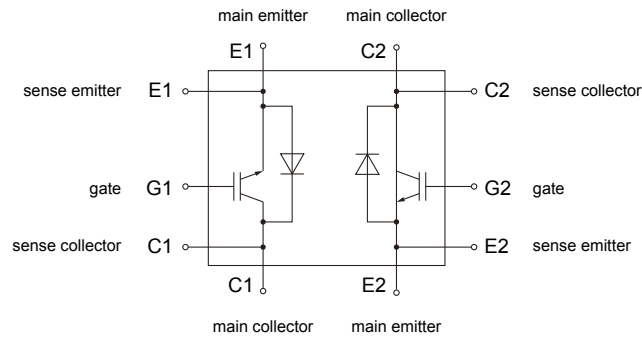 main emitter main collector
E1 C2
sense emitter E1 C2 sense collector
gate G1 G2 gate
sense collector C1 E2 sense emitter
C1 E2
main collector main emitter